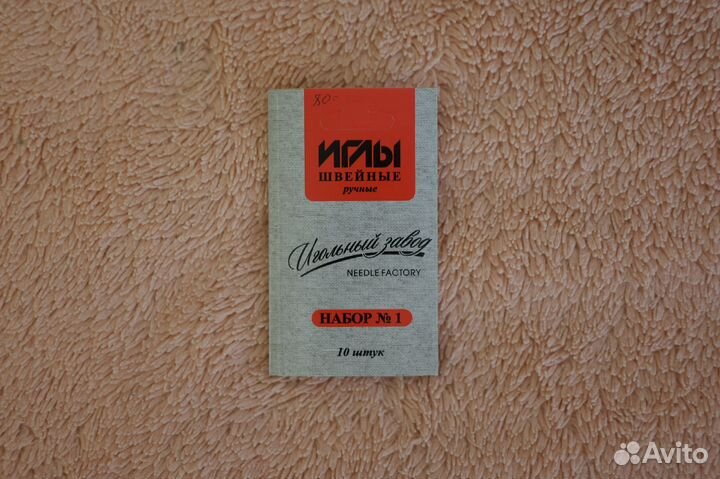 80-
ИГЛЫ
ШВЕЙНЫЕ
ручные
Игольный завод
NEEDLE FACTORY
НАБОР № 1
10 штук
Avito